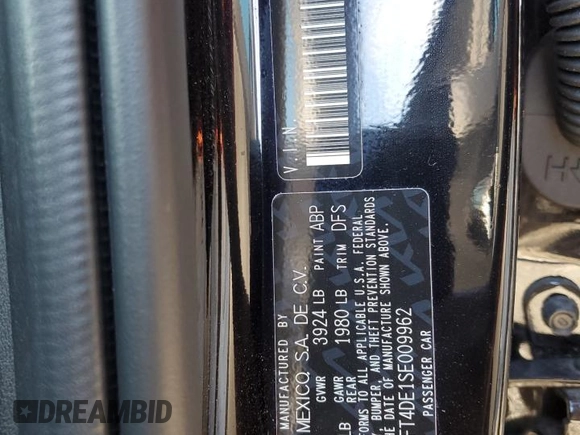 V.I.N
MANUFACTURED
MEXICO, S.A. DE C.V.
GVWR 3924 LB PAINT ABP
LB GAWR REAR 1980 LB TRIM DFS
TO ALL APPLICABLE U.S.A. FEDERAL
BUMPER, AND THEFT PREVENTION STANDARDS
DATE OF MANUFACTURE SHOWN ABOVE.
FT4DE1SE009962
PASSENGER CAR
DREAMBID